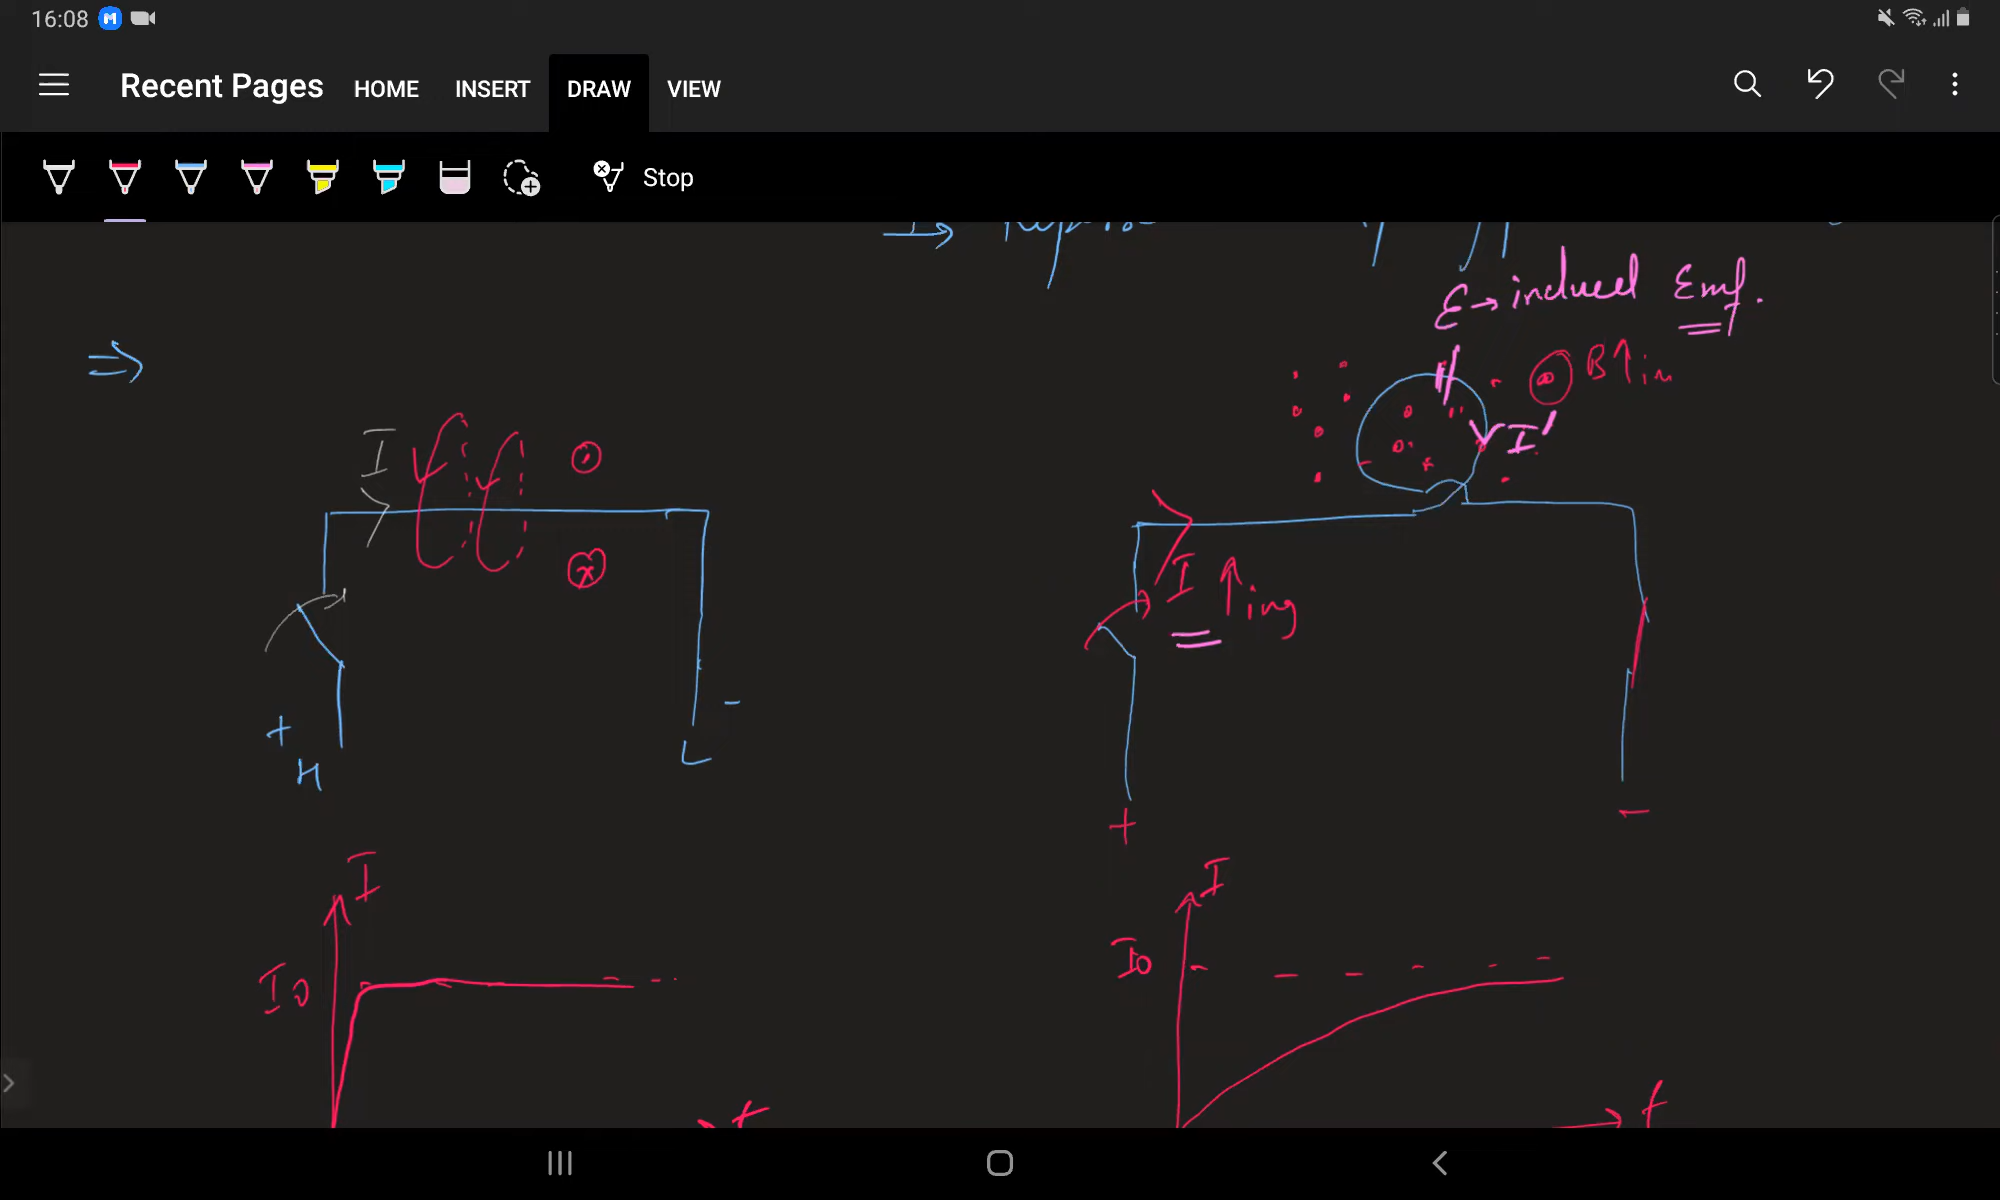 16:08
Recent Pages HOME INSERT DRAW VIEW
Stop
ε → induced Emf.
B↑in
I'
I
I ↑ing
+
H
-
L
+
-
I
I0
t
I
I0
t